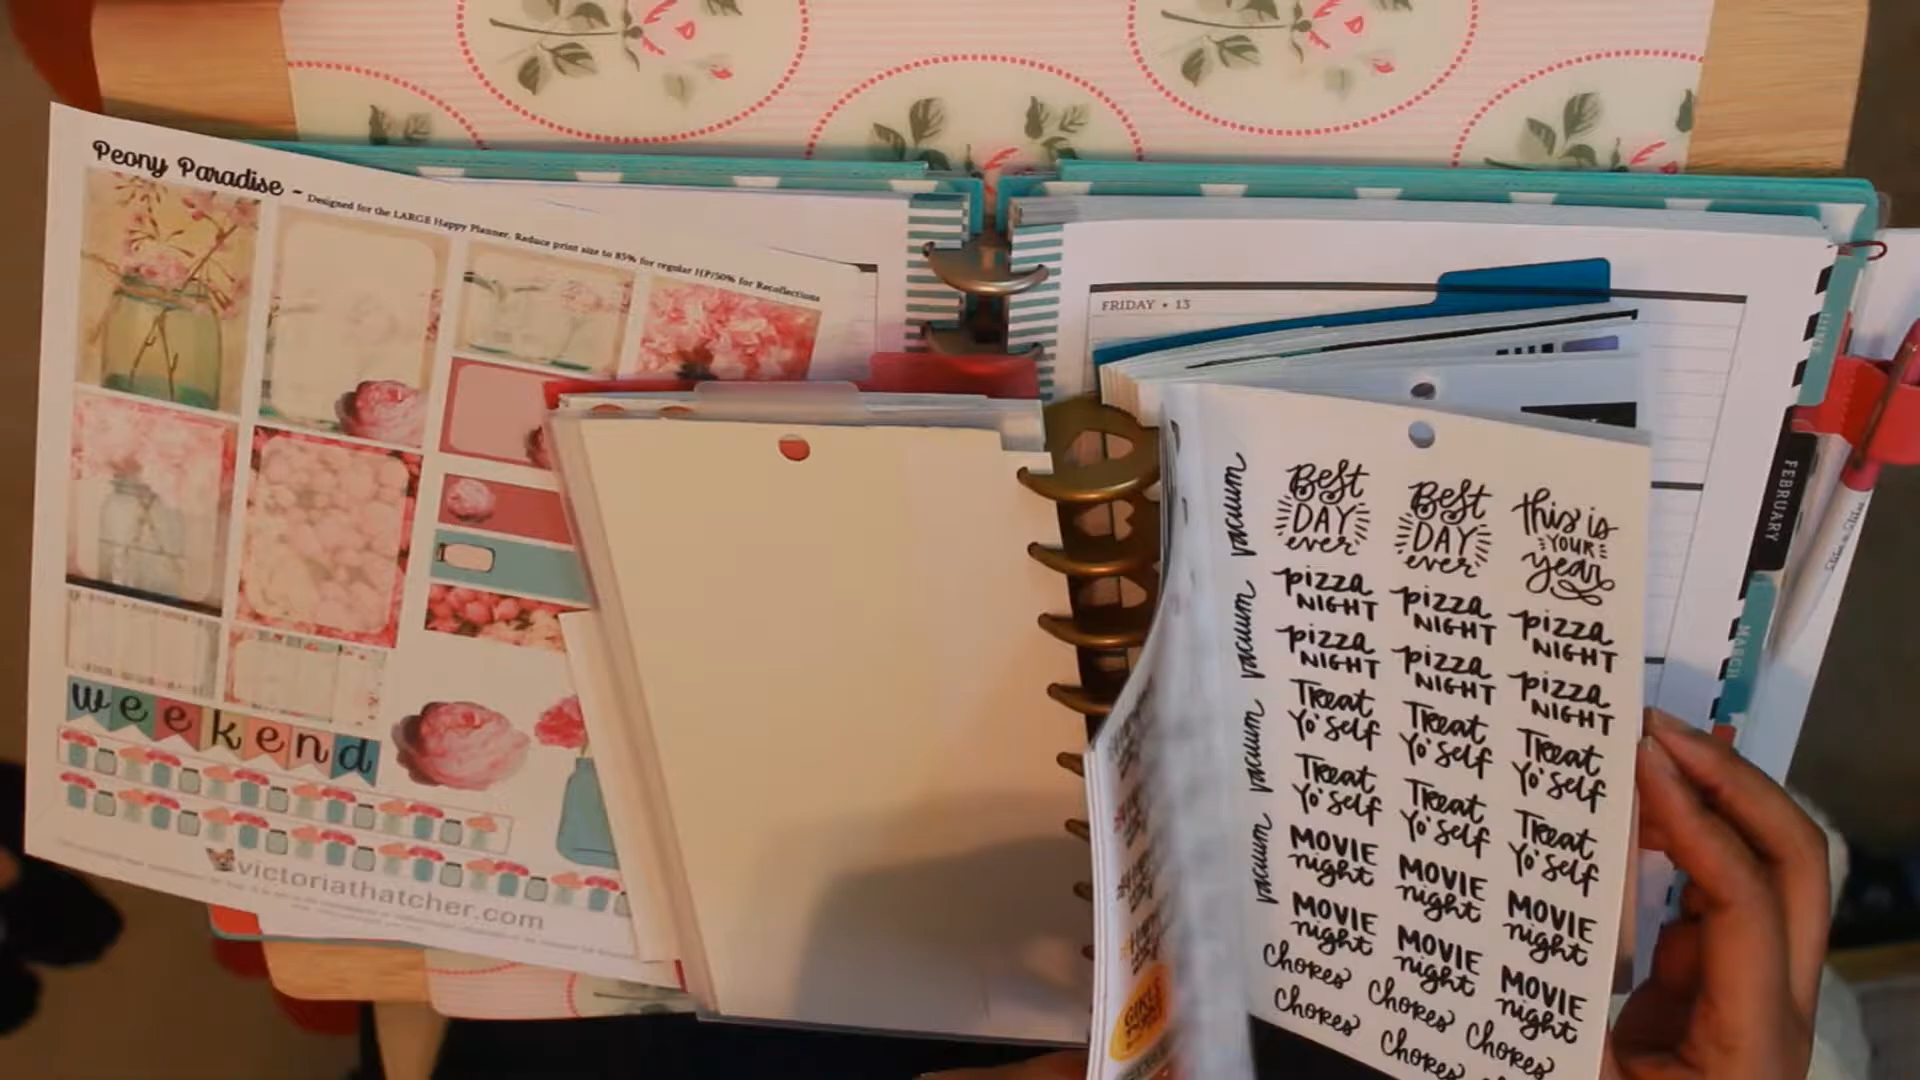 Peony Paradise - Designed for the LARGE Happy Planner, Reduce print size to 85% for regular HP/50% for Recollections
weekend
victoriathatcher.com
FRIDAY • 13
FEBRUARY
MARCH
vacuum
vacuum
vacuum
vacuum
Best DAY ever
Best DAY ever
this is YOUR year
pizza NIGHT
pizza NIGHT
pizza NIGHT
pizza NIGHT
pizza NIGHT
pizza NIGHT
Treat Yo' Self
Treat Yo' Self
Treat Yo' Self
Treat Yo' Self
Treat Yo' Self
Treat Yo' Self
MOVIE night
MOVIE night
MOVIE night
MOVIE night
MOVIE night
MOVIE night
Chores
Chores
Chores
Chores
Chores
GIRLS